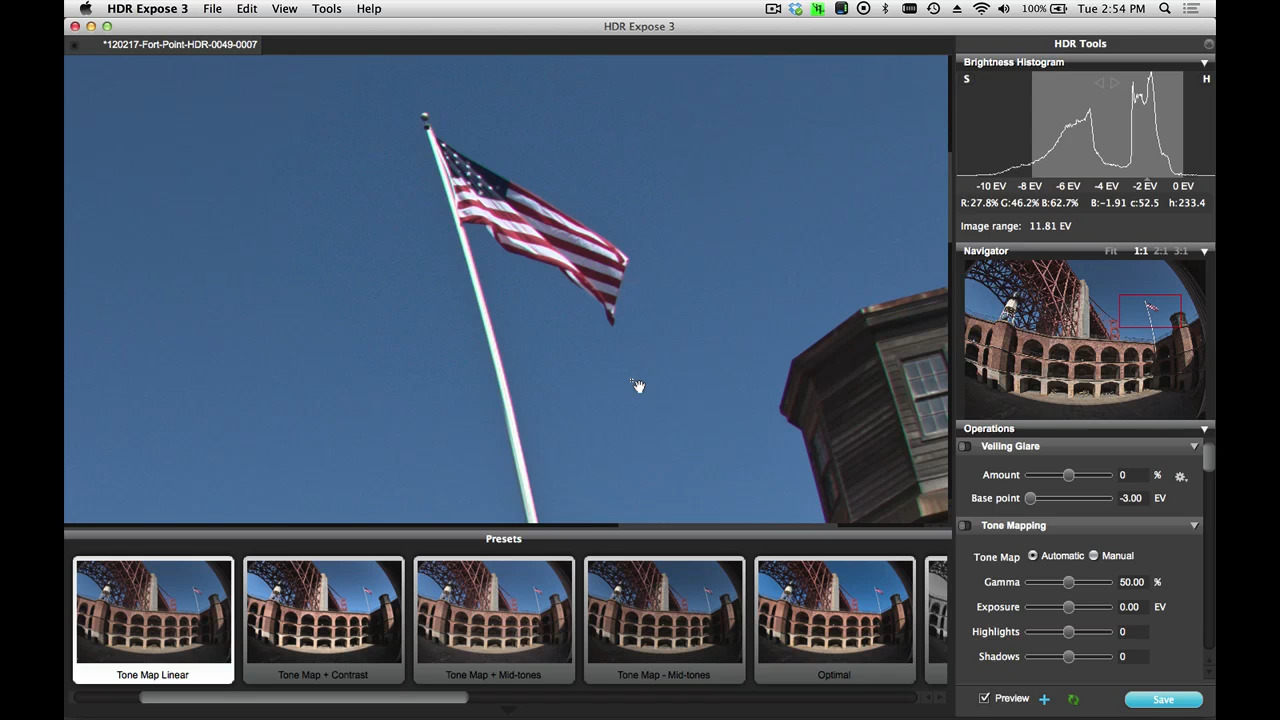 HDR Expose 3 File Edit View Tools Help 100% Tue 2:54 PM
HDR Expose 3
*120217-Fort-Point-HDR-0049-0007
HDR Tools
Brightness Histogram
S H
-10 EV -8 EV -6 EV -4 EV -2 EV 0 EV
R:27.8% G:46.2% B:62.7% B:-1.91 c:52.5 h:233.4
Image range: 11.81 EV
Navigator Fit 1:1 2:1 3:1
Operations
Veiling Glare
Amount 0 %
Base point -3.00 EV
Tone Mapping
Tone Map Automatic Manual
Gamma 50.00 %
Exposure 0.00 EV
Highlights 0
Shadows 0
Preview Save
Presets
Tone Map Linear
Tone Map + Contrast
Tone Map + Mid-tones
Tone Map - Mid-tones
Optimal